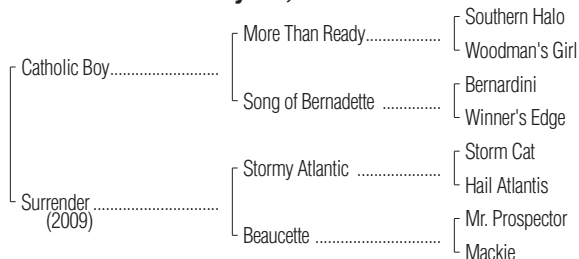 Southern Halo
More Than Ready..................
Woodman's Girl
Catholic Boy..........................
Bernardini
Song of Bernadette ..............
Winner's Edge
Storm Cat
Stormy Atlantic ....................
Hail Atlantis
Surrender ..............................
(2009)
Mr. Prospector
Beaucette ..............................
Mackie